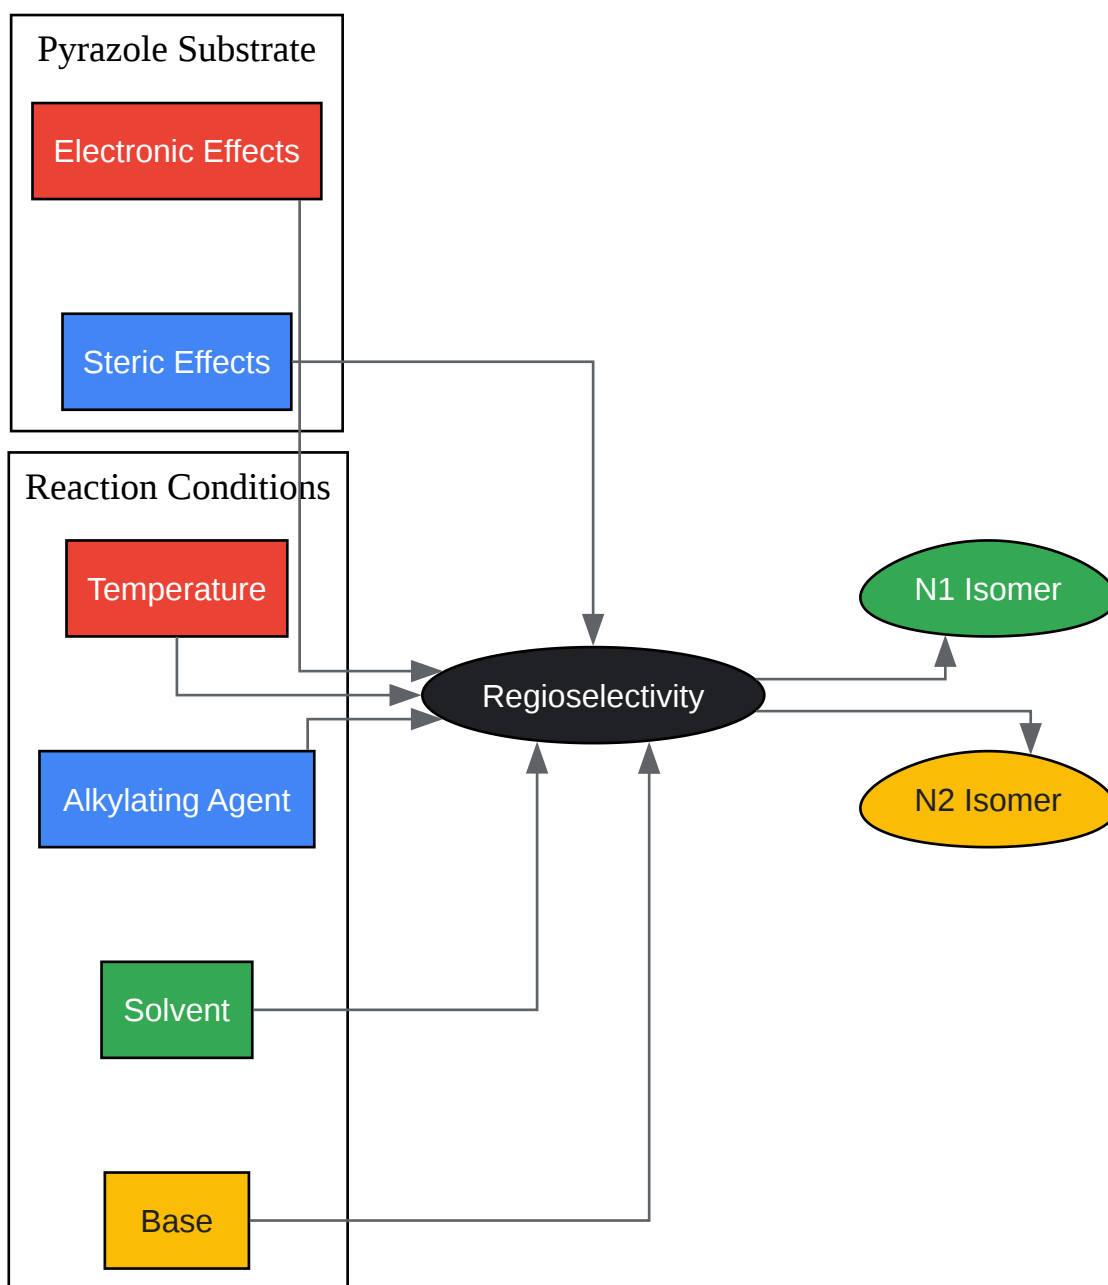 Pyrazole Substrate
Electronic Effects
Steric Effects
Reaction Conditions
Temperature
Alkylating Agent
Solvent
Base
Regioselectivity
N1 Isomer
N2 Isomer